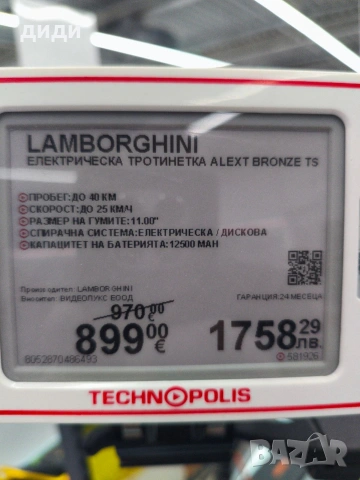 диди
LAMBORGHINI
ЕЛЕКТРИЧЕСКА ТРОТИНЕТКА ALEXT BRONZE TS
ПРОБЕГ:ДО 40 КМ
СКОРОСТ:ДО 25 КМ/Ч
РАЗМЕР НА ГУМИТЕ: 11.00"
СПИРАЧНА СИСТЕМА:ЕЛЕКТРИЧЕСКА / ДИСКОВА
КАПАЦИТЕТ НА БАТЕРИЯТА: 12500 MAH
Производител: LAMBORGHINI
Вносител: ВИДЕОЛУКС ЕООД
ГАРАНЦИЯ 24 МЕСЕЦА
970.00 €
899 00 €
1758 29 ЛВ.
8052870486493
581926
TECHNOPOLIS
BAZAR
bg